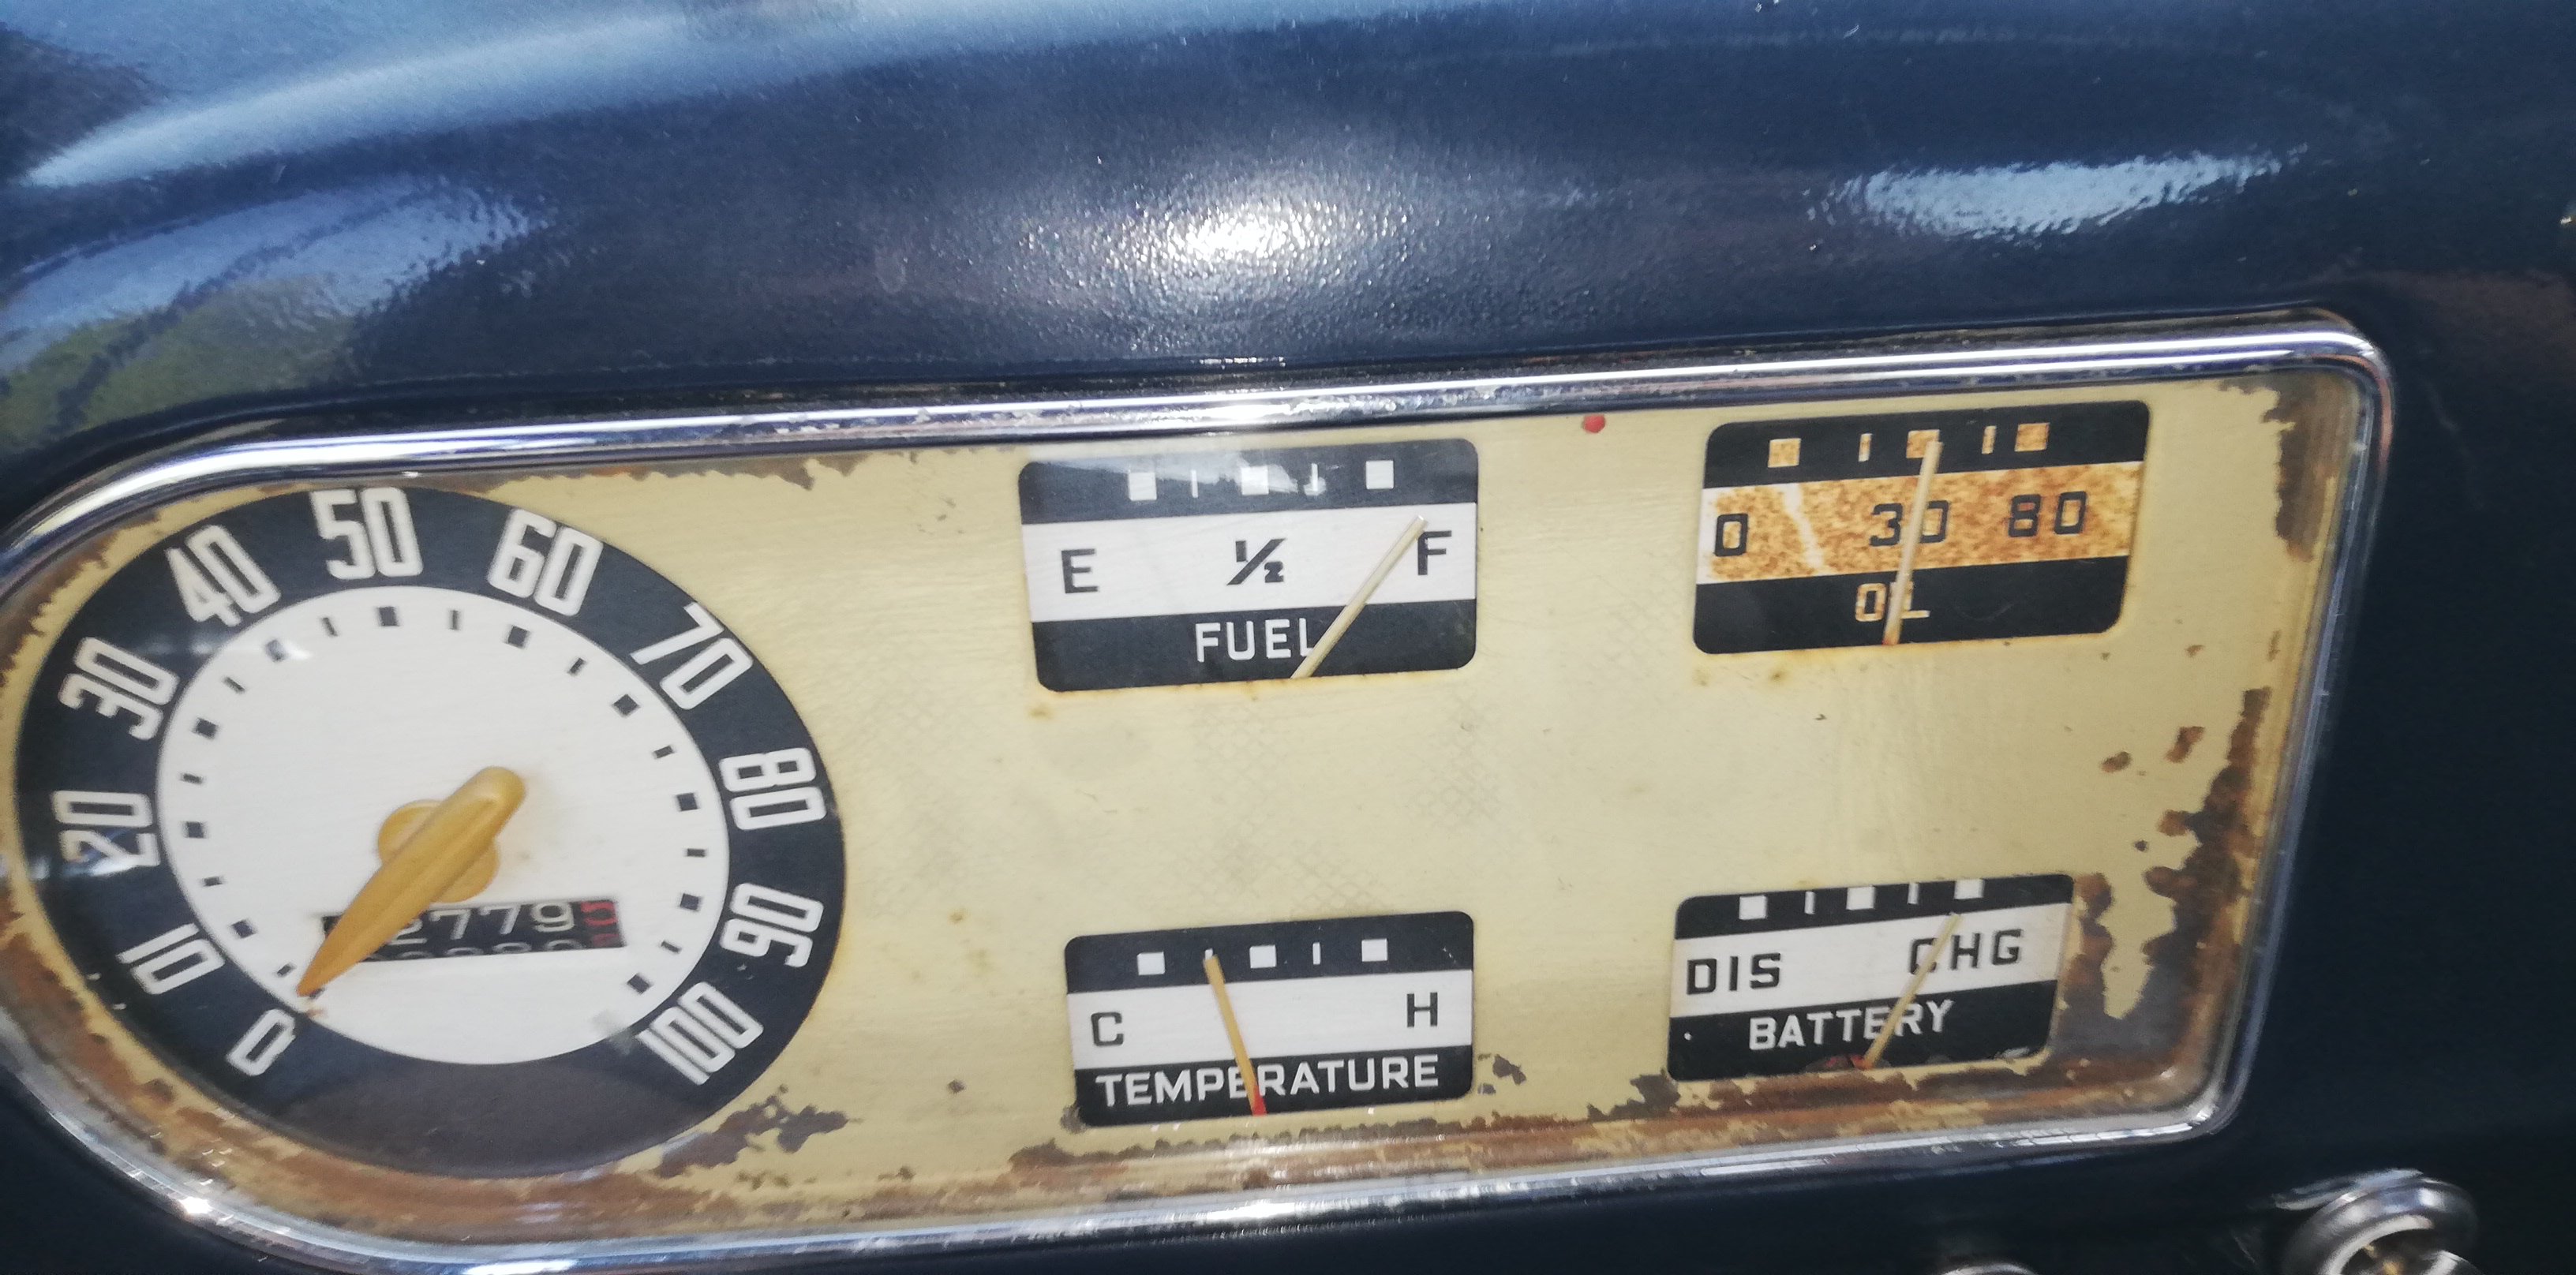 0
10
20
30
40
50
60
70
80
90
100
2779
E ½ F
FUEL
0 30 80
OIL
C H
TEMPERATURE
DIS CHG
BATTERY